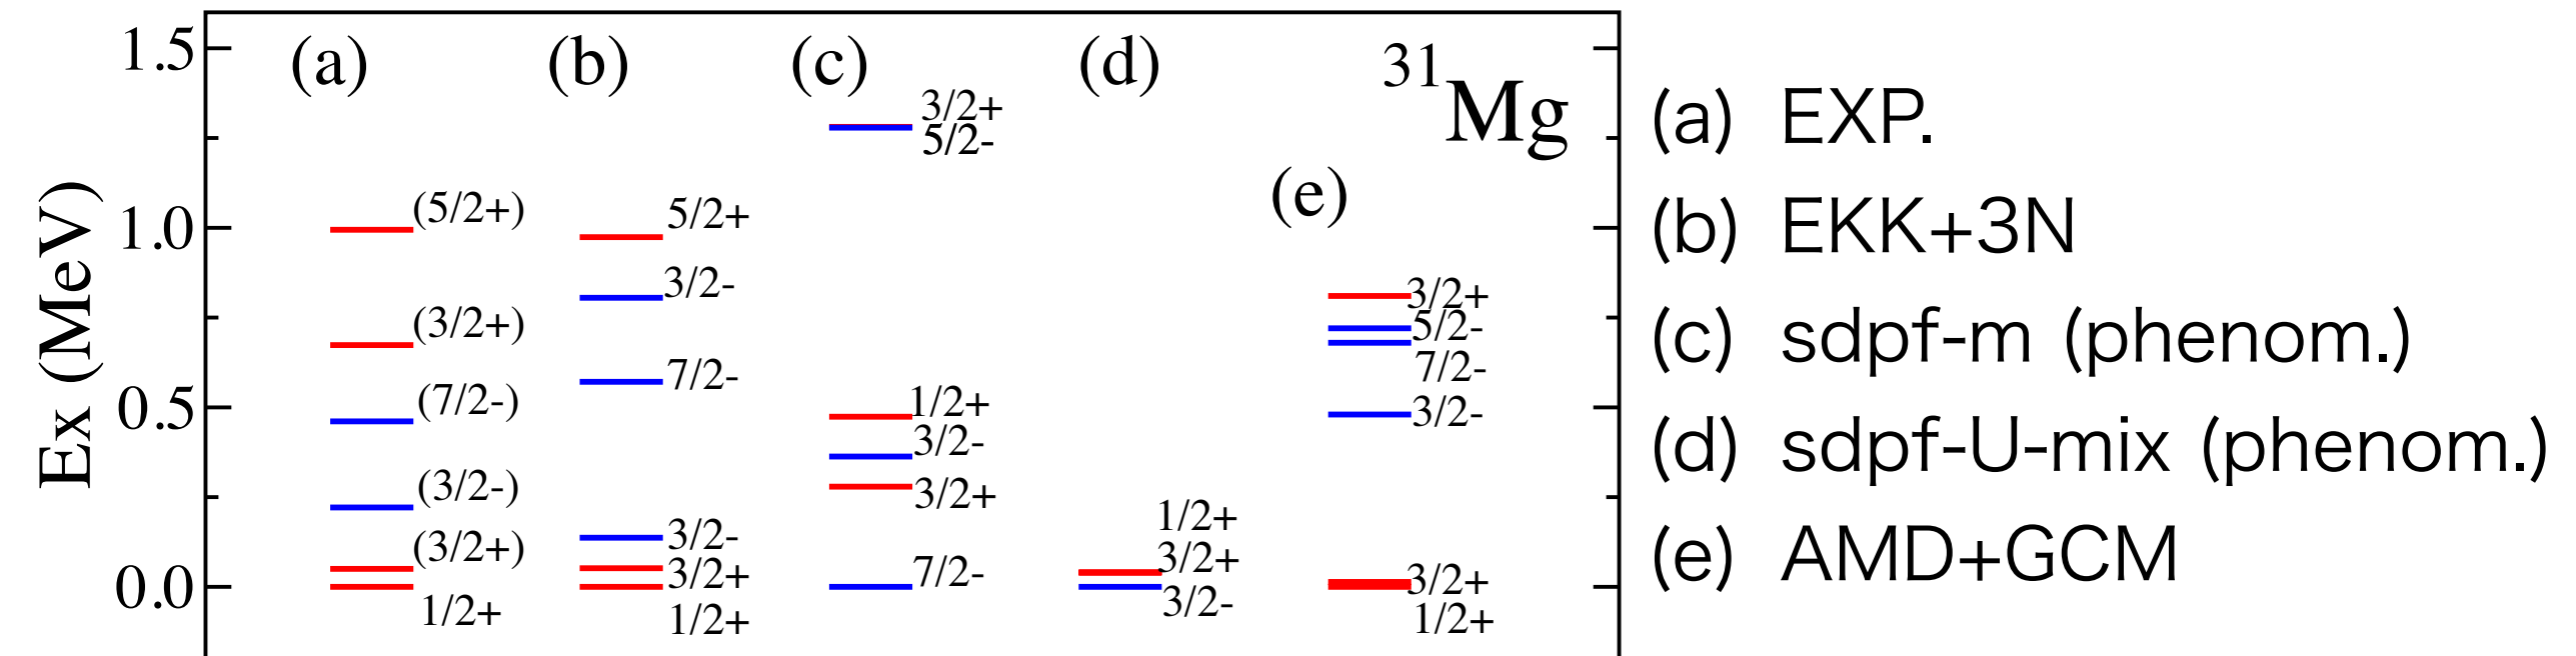 1.5
1.0
0.5
0.0
Ex (MeV)
(a)
(5/2+)
(3/2+)
(7/2-)
(3/2-)
(3/2+)
1/2+
(b)
5/2+
3/2-
7/2-
3/2-
3/2+
1/2+
(c)
3/2+
5/2-
1/2+
3/2-
3/2+
7/2-
(d)
1/2+
3/2+
3/2-
31Mg
(e)
3/2+
5/2-
7/2-
3/2-
3/2+
1/2+
(a) EXP.
(b) EKK+3N
(c) sdpf-m (phenom.)
(d) sdpf-U-mix (phenom.)
(e) AMD+GCM